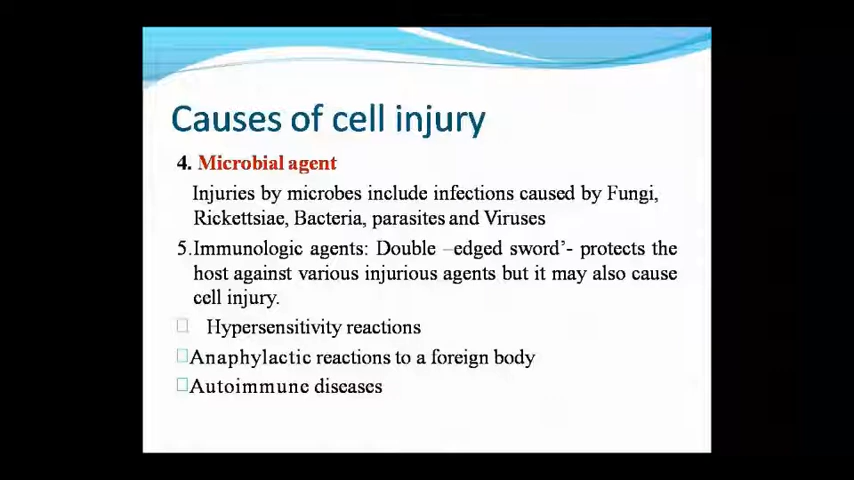 Causes of cell injury
4. Microbial agent
Injuries by microbes include infections caused by Fungi,
Rickettsiae, Bacteria, parasites and Viruses
5.Immunologic agents: Double –edged sword’- protects the
host against various injurious agents but it may also cause
cell injury.
Hypersensitivity reactions
Anaphylactic reactions to a foreign body
Autoimmune diseases